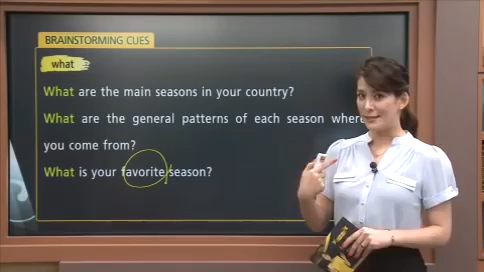 BRAINSTORMING CUES
what
What are the main seasons in your country?
What are the general patterns of each season where
you come from?
What is your favorite season?